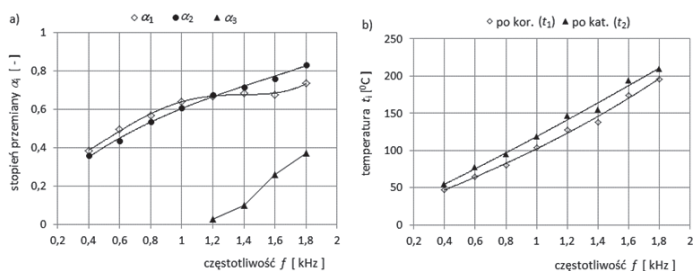 a)
α1 α2 α3
stopień przemiany αi [ - ]
1
0,8
0,6
0,4
0,2
0
0,2 0,4 0,6 0,8 1 1,2 1,4 1,6 1,8 2
częstotliwość f [ kHz ]
b)
po kor. (t1) po kat. (t2)
temperatura ti [⁰C]
250
200
150
100
50
0
0,2 0,4 0,6 0,8 1 1,2 1,4 1,6 1,8 2
częstotliwość f [ kHz ]